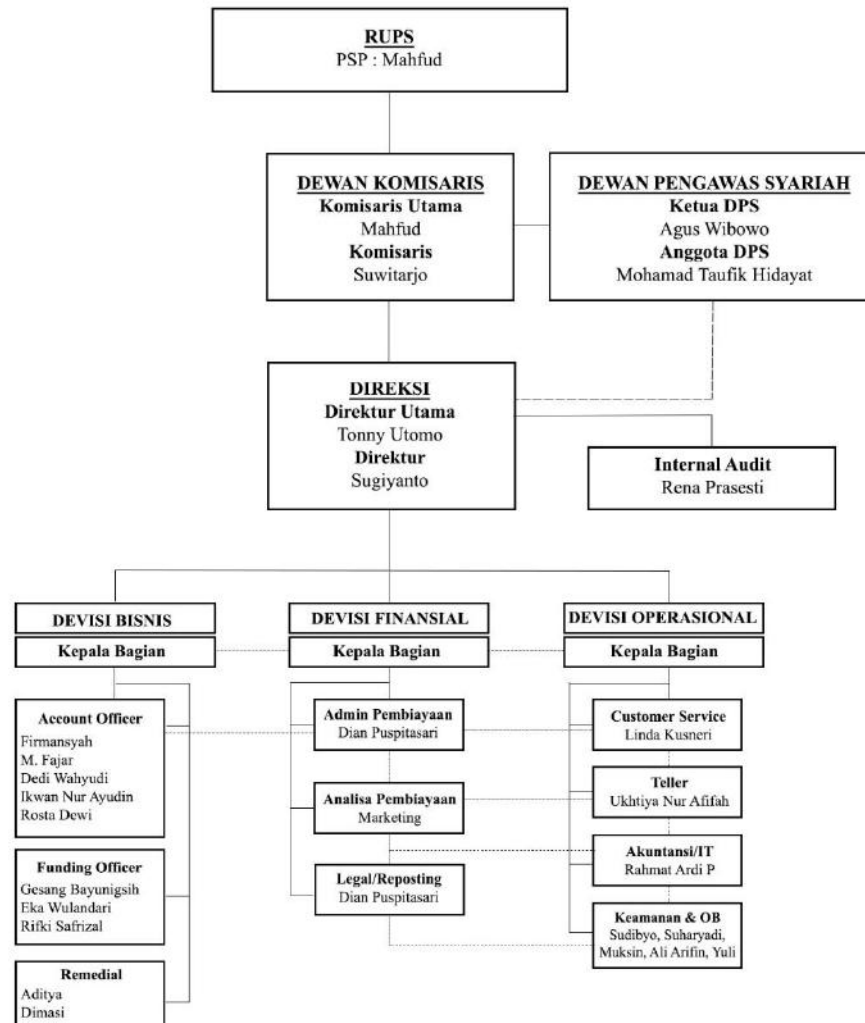 RUPS
PSP : Mahfud
DEWAN KOMISARIS
Komisaris Utama
Mahfud
Komisaris
Suwitarjo
DEWAN PENGAWAS SYARIAH
Ketua DPS
Agus Wibowo
Anggota DPS
Mohamad Taufik Hidayat
DIREKSI
Direktur Utama
Tonny Utomo
Direktur
Sugiyanto
Internal Audit
Rena Prasesti
DEVISI BISNIS
Kepala Bagian
Account Officer
Firmansyah
M. Fajar
Dedi Wahyudi
Ikwan Nur Ayudin
Rosta Dewi
Funding Officer
Gesang Bayunigsih
Eka Wulandari
Rifki Safrizal
Remedial
Aditya
Dimasi
DEVISI FINANSIAL
Kepala Bagian
Admin Pembiayaan
Dian Puspitasari
Analisa Pembiayaan
Marketing
Legal/Reposting
Dian Puspitasari
DEVISI OPERASIONAL
Kepala Bagian
Customer Service
Linda Kusneri
Teller
Ukhtiya Nur Afifah
Akuntansi/IT
Rahmat Ardi P
Keamanan & OB
Sudibyo, Suharyadi,
Muksin, Ali Arifin, Yuli